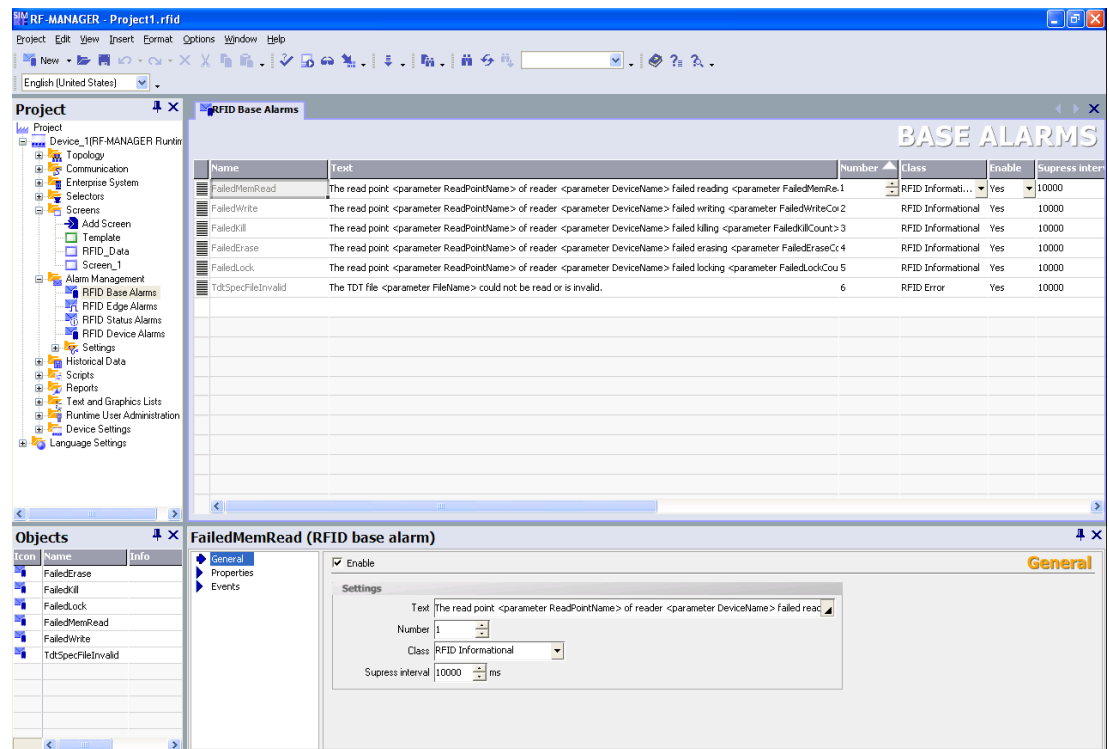 RF-MANAGER - Project1.rfid
Project Edit View Insert Format Options Window Help
New
English (United States)
Project
Project
Device_1(RF-MANAGER Runtim
Topology
Communication
Enterprise System
Selectors
Screens
Add Screen
Template
RFID_Data
Screen_1
Alarm Management
RFID Base Alarms
RFID Edge Alarms
RFID Status Alarms
RFID Device Alarms
Settings
Historical Data
Scripts
Reports
Text and Graphics Lists
Runtime User Administration
Device Settings
Language Settings
RFID Base Alarms
BASE ALARMS
Name Text Number Class Enable Supress interv
FailedMemRead The read point <parameter ReadPointName> of reader <parameter DeviceName> failed reading <parameter FailedMemRe 1 RFID Informati... Yes 10000
FailedWrite The read point <parameter ReadPointName> of reader <parameter DeviceName> failed writing <parameter FailedWriteCo 2 RFID Informational Yes 10000
FailedKill The read point <parameter ReadPointName> of reader <parameter DeviceName> failed killing <parameter FailedKillCount> 3 RFID Informational Yes 10000
FailedErase The read point <parameter ReadPointName> of reader <parameter DeviceName> failed erasing <parameter FailedEraseCo 4 RFID Informational Yes 10000
FailedLock The read point <parameter ReadPointName> of reader <parameter DeviceName> failed locking <parameter FailedLockCou 5 RFID Informational Yes 10000
TdtSpecFileInvalid The TDT file <parameter FileName> could not be read or is invalid. 6 RFID Error Yes 10000
Objects
Icon Name Info
FailedErase
FailedKill
FailedLock
FailedMemRead
FailedWrite
TdtSpecFileInvalid
FailedMemRead (RFID base alarm)
General
Properties
Events
Enable
General
Settings
Text The read point <parameter ReadPointName> of reader <parameter DeviceName> failed reac
Number 1
Class RFID Informational
Supress interval 10000 ms